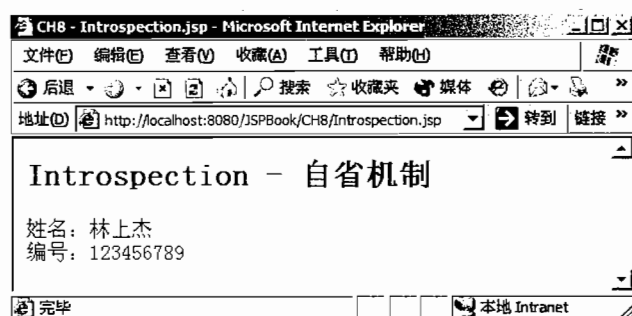 CH8 - Introspection.jsp - Microsoft Internet Explorer
文件(F) 编辑(E) 查看(V) 收藏(A) 工具(T) 帮助(H)
后退 搜索 收藏夹 媒体 »
地址(D) http://localhost:8080/JSPBook/CH8/Introspection.jsp 转到 链接 »
Introspection - 自省机制
姓名: 林上杰
编号: 123456789
完毕 本地 Intranet